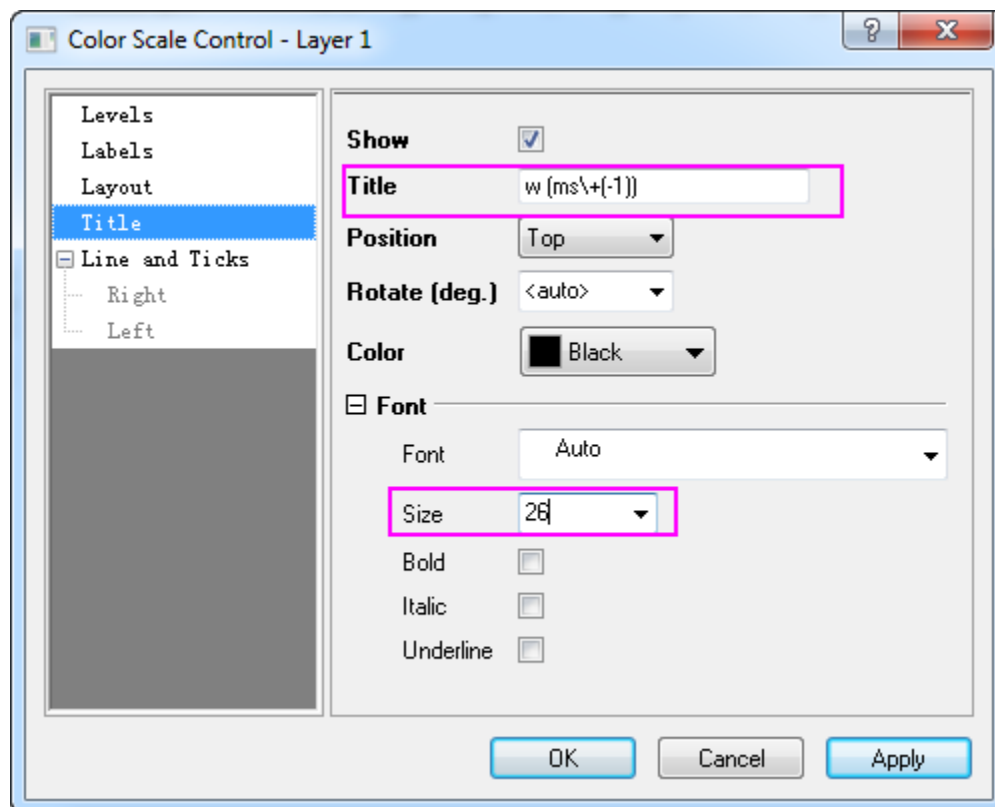 Color Scale Control - Layer 1
Levels
Labels
Layout
Title
Line and Ticks
Right
Left
Show
Title w (ms\+(-1))
Position Top
Rotate (deg.) <auto>
Color Black
Font
Font Auto
Size 26
Bold
Italic
Underline
OK Cancel Apply